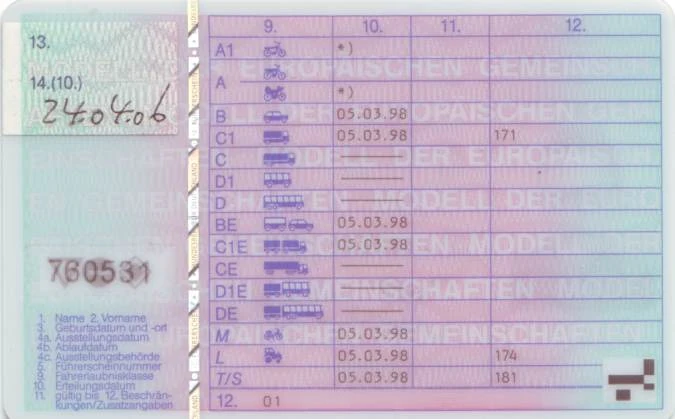 13.
14.(10.)
24.04.06
760531
1. Name 2. Vorname
3. Geburtsdatum und -ort
4a. Ausstellungsdatum
4b. Ablaufdatum
4c. Ausstellungsbehörde
5. Führerscheinnummer
9. Fahrerlaubnisklasse
10. Erteilungsdatum
11. gültig bis 12. Beschrän-
kungen/Zusatzangaben
9. 10. 11. 12.
A1 *)
A
*)
B 05.03.98
C1 05.03.98 171
C
D1
D
BE 05.03.98
C1E 05.03.98
CE
D1E
DE
M 05.03.98
L 05.03.98 174
T/S 05.03.98 181
12. 01
MODELL DER EUROPÄISCHEN GEMEINSCHAFTEN